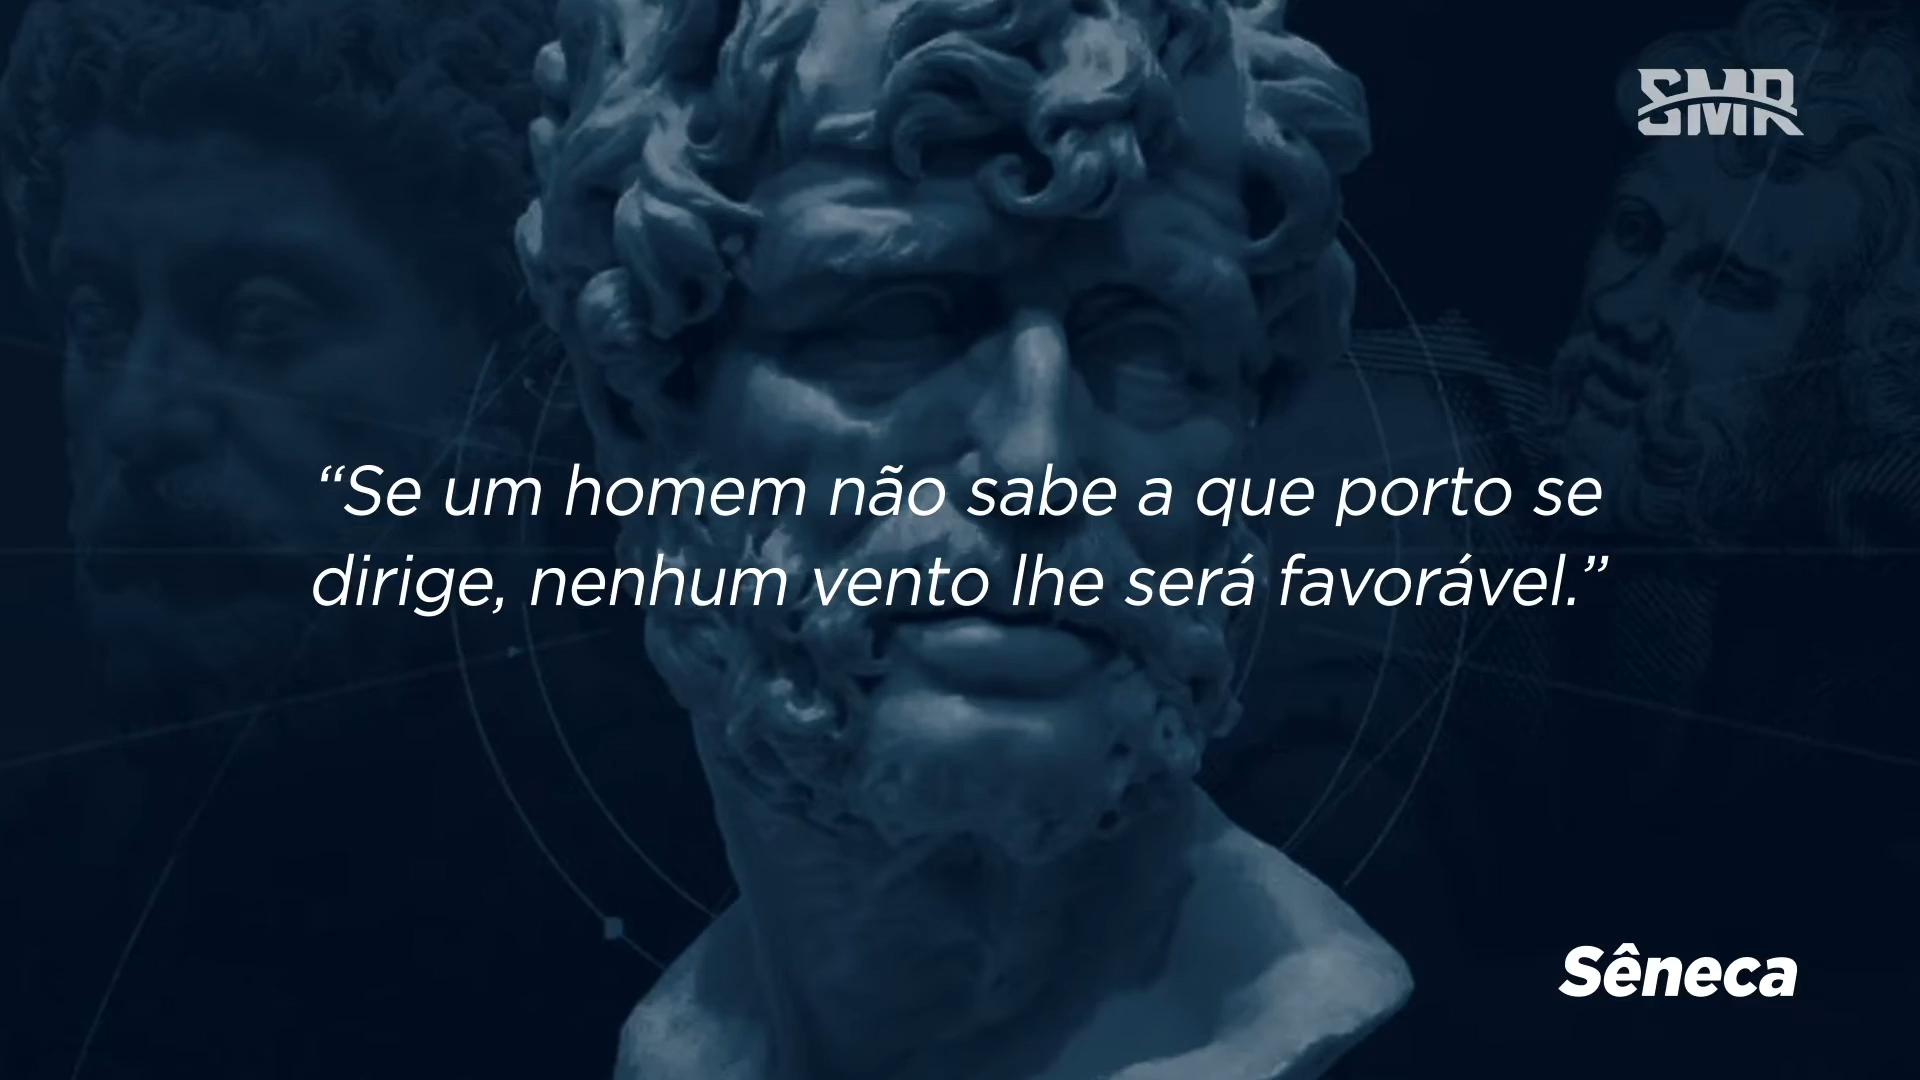 SMR
“Se um homem não sabe a que porto se
dirige, nenhum vento lhe será favorável.”
Sêneca